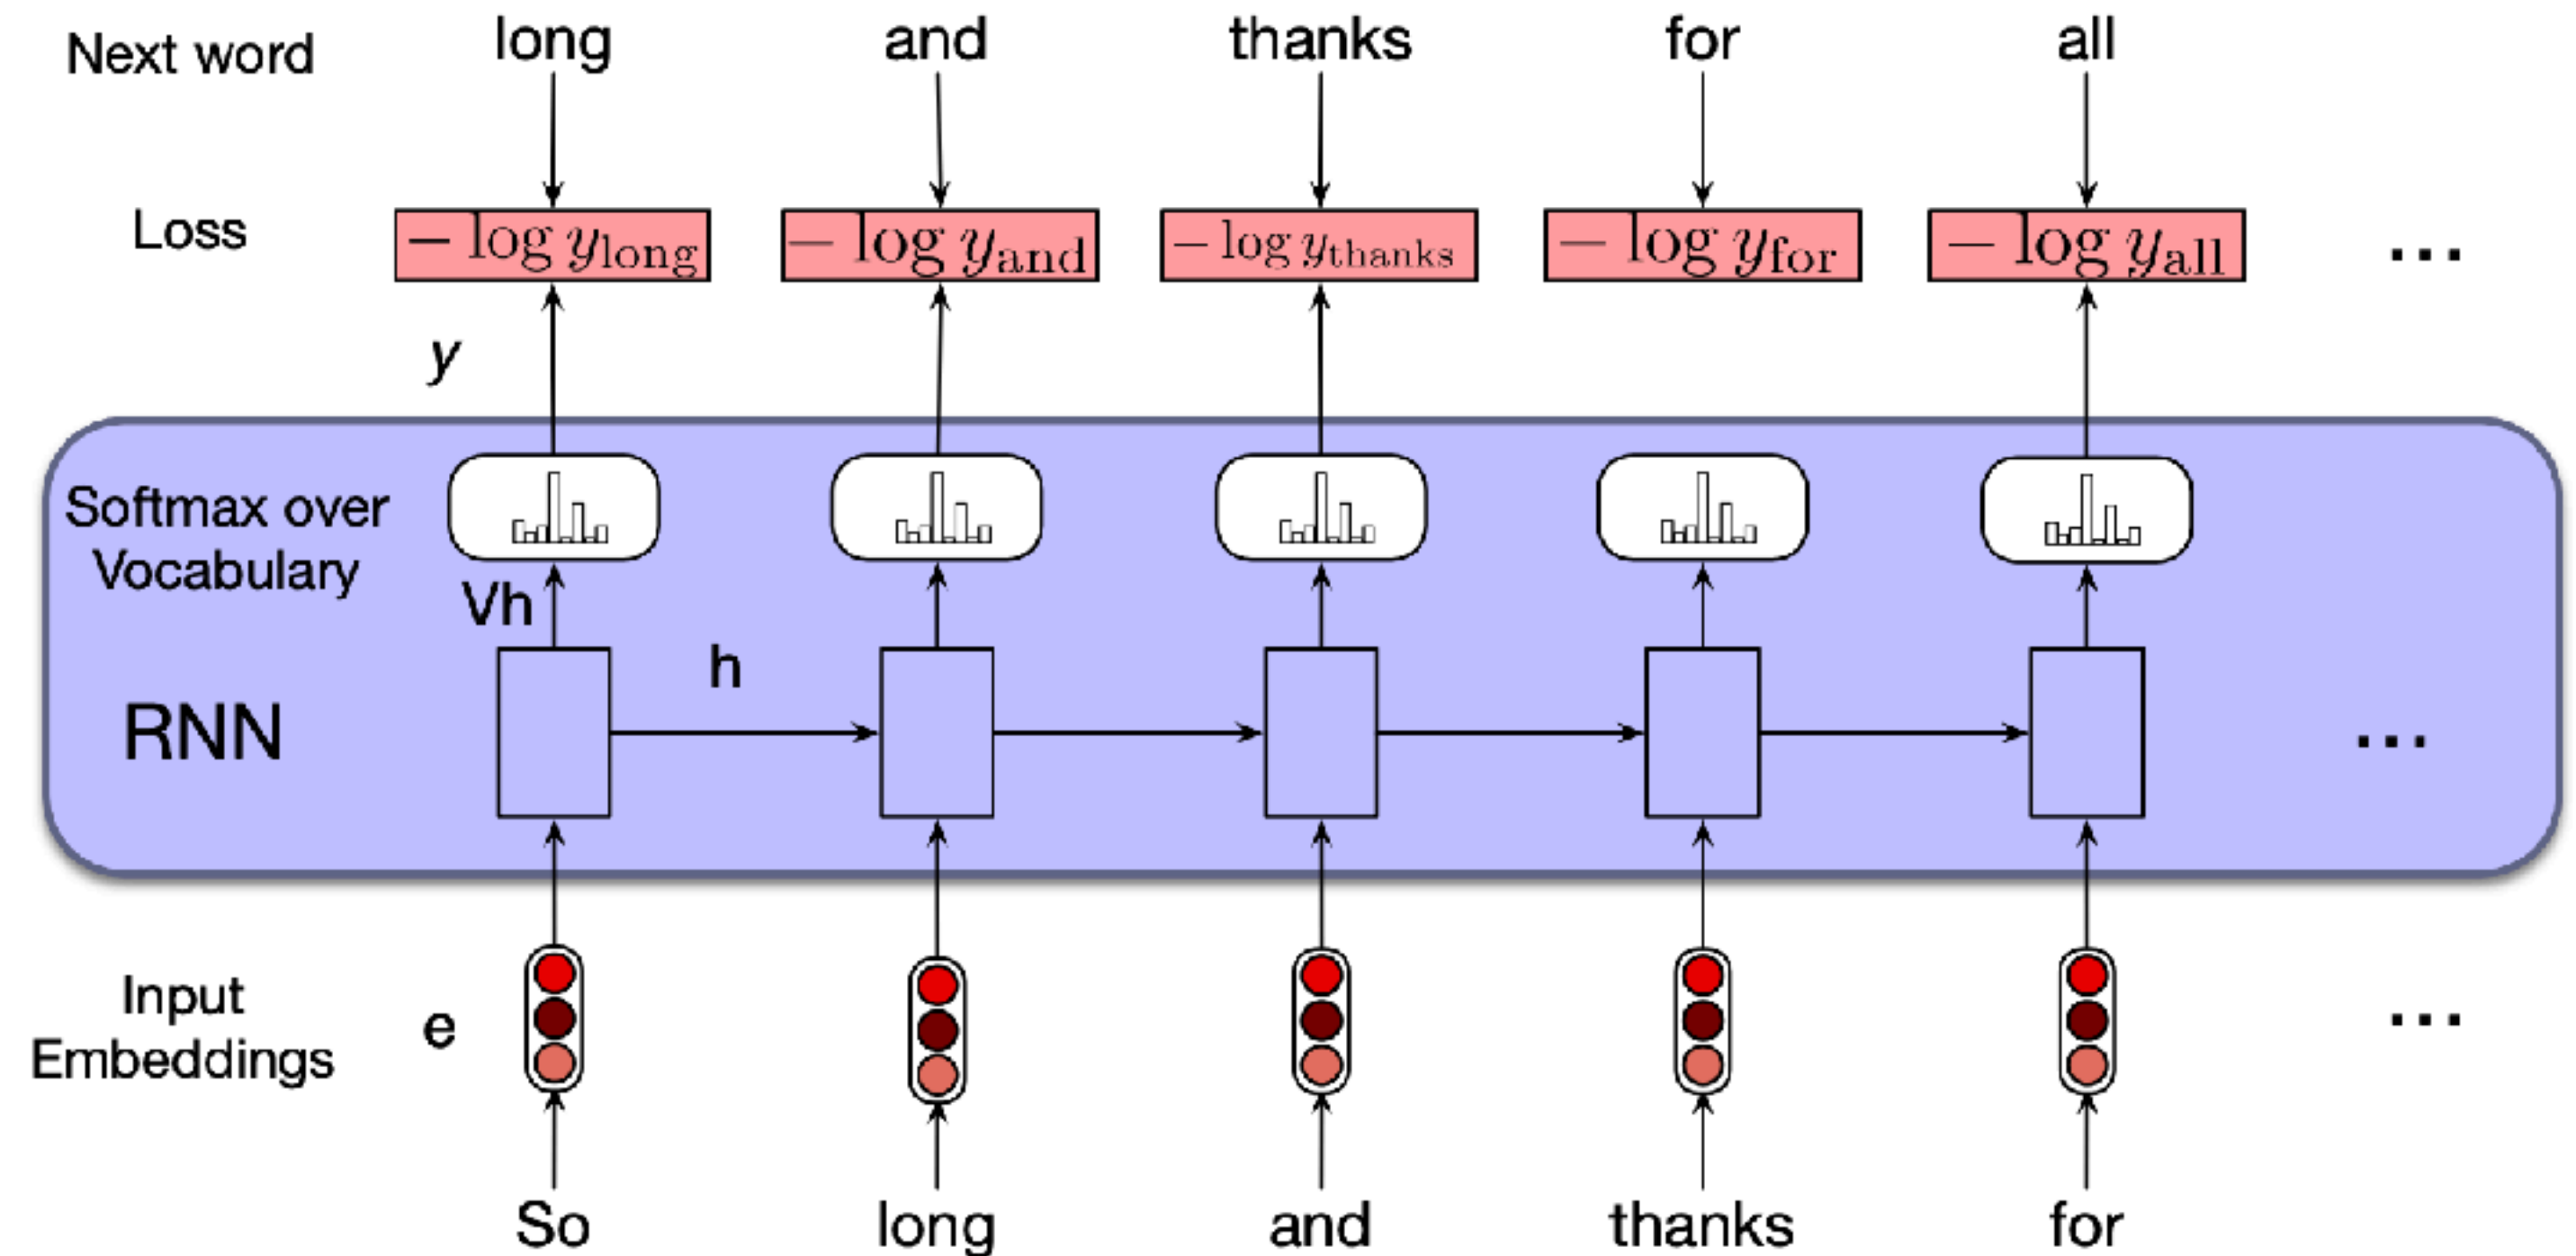 Next word long and thanks for all
Loss − log y_long − log y_and − log y_thanks − log y_for − log y_all ...
y
Softmax over
Vocabulary
Vh
h
RNN ...
Input
Embeddings
e ...
So long and thanks for